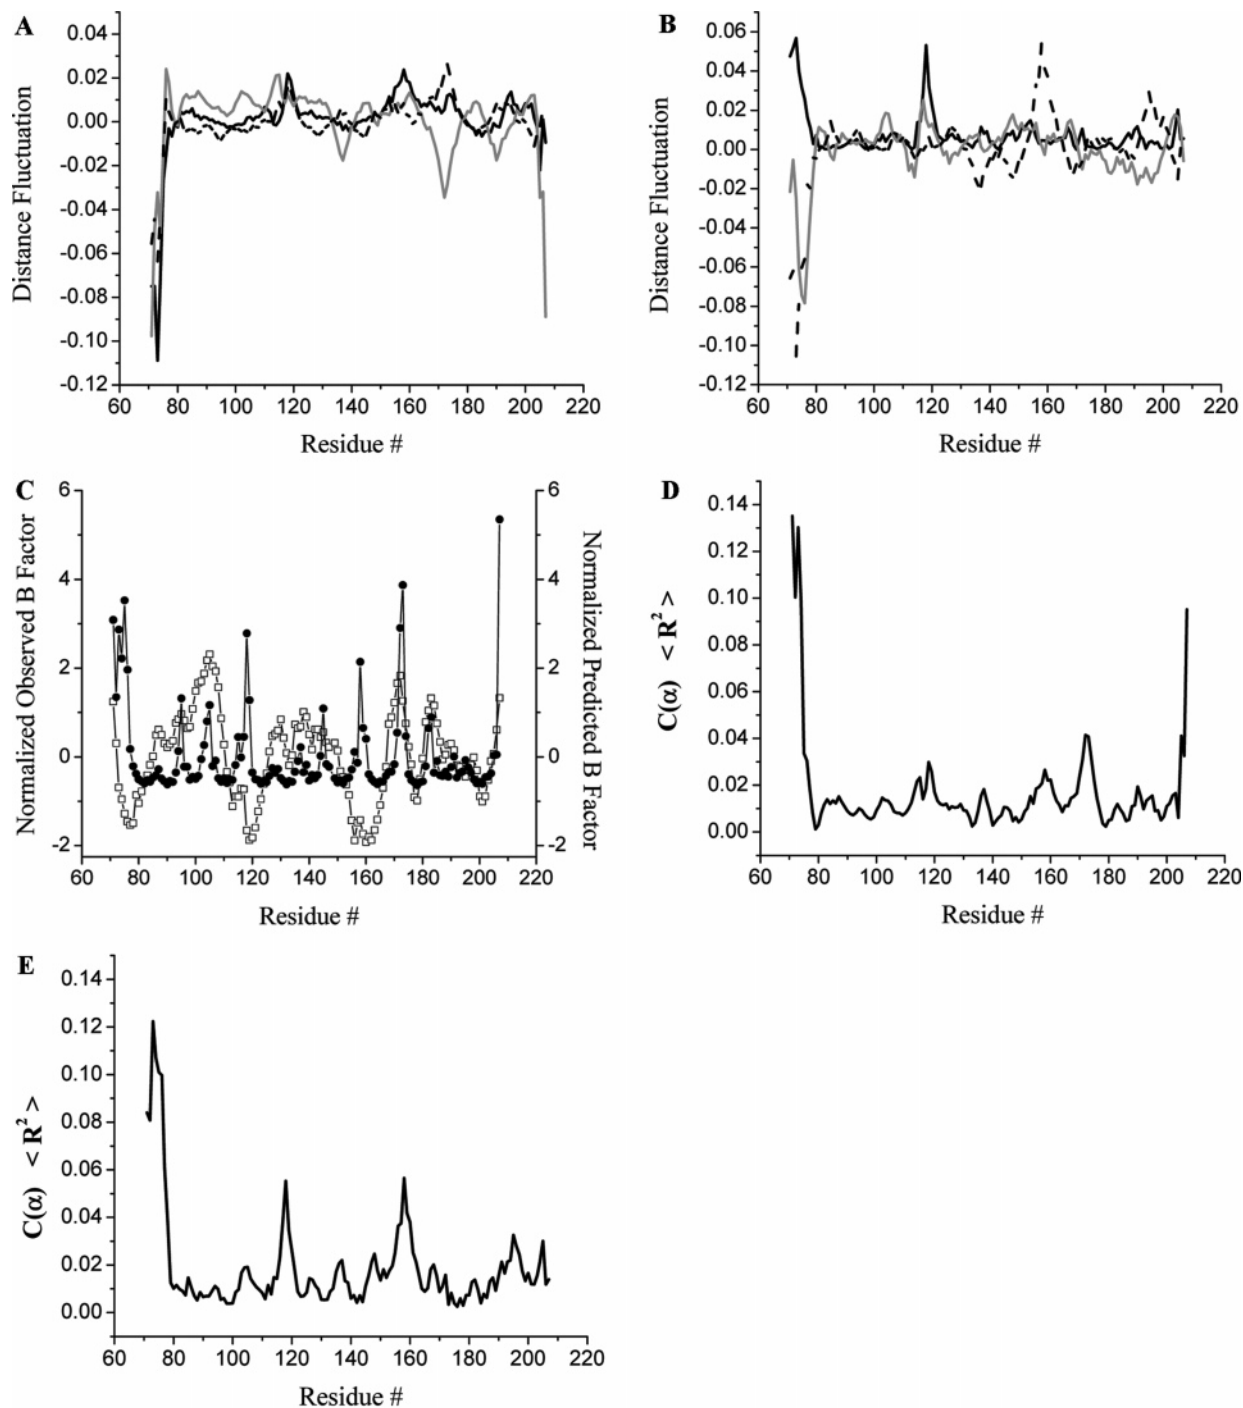 A
0.04
0.02
0.00
-0.02
-0.04
-0.06
-0.08
-0.10
-0.12
Distance Fluctuation
60 80 100 120 140 160 180 200 220
Residue #
B
0.06
0.04
0.02
0.00
-0.02
-0.04
-0.06
-0.08
-0.10
-0.12
Distance Fluctuation
60 80 100 120 140 160 180 200 220
Residue #
C
6
4
2
0
-2
Normalized Observed B Factor
6
4
2
0
-2
Normalized Predicted B Factor
80 100 120 140 160 180 200 220
Residue #
D
0.14
0.12
0.10
0.08
0.06
0.04
0.02
0.00
C(α) < R² >
60 80 100 120 140 160 180 200 220
Residue #
E
0.14
0.12
0.10
0.08
0.06
0.04
0.02
0.00
C(α) < R² >
60 80 100 120 140 160 180 200 220
Residue #